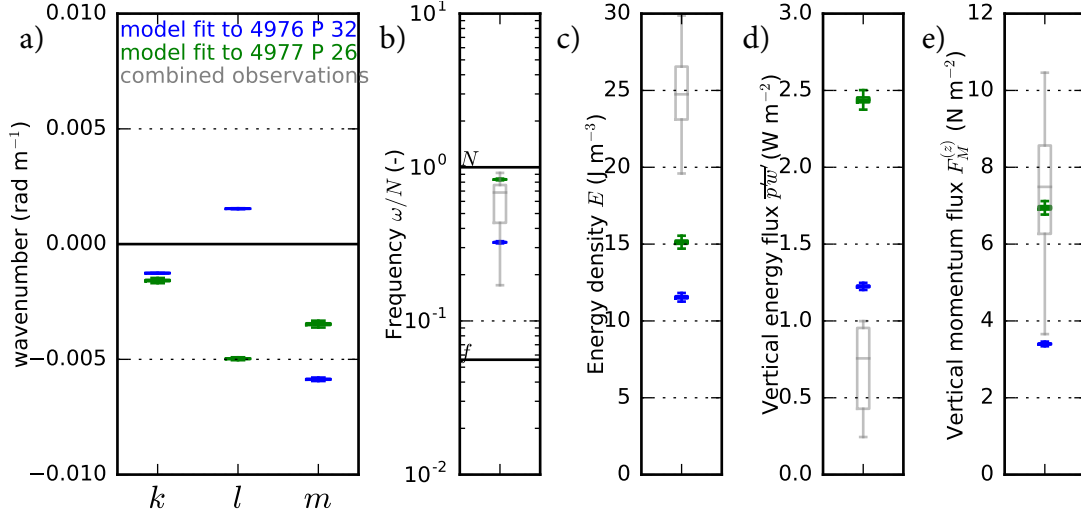 a)
model fit to 4976 P 32
model fit to 4977 P 26
combined observations
wavenumber (rad m⁻¹)
0.010
0.005
0.000
−0.005
−0.010
k l m
b)
Frequency ω/N (-)
10¹
10⁰
10⁻¹
10⁻²
N
f
c)
Energy density E (J m⁻³)
30
25
20
15
10
5
0
d)
Vertical energy flux p′w′ (W m⁻²)
3.0
2.5
2.0
1.5
1.0
0.5
0.0
e)
Vertical momentum flux F_M^(z) (N m⁻²)
12
10
8
6
4
2
0